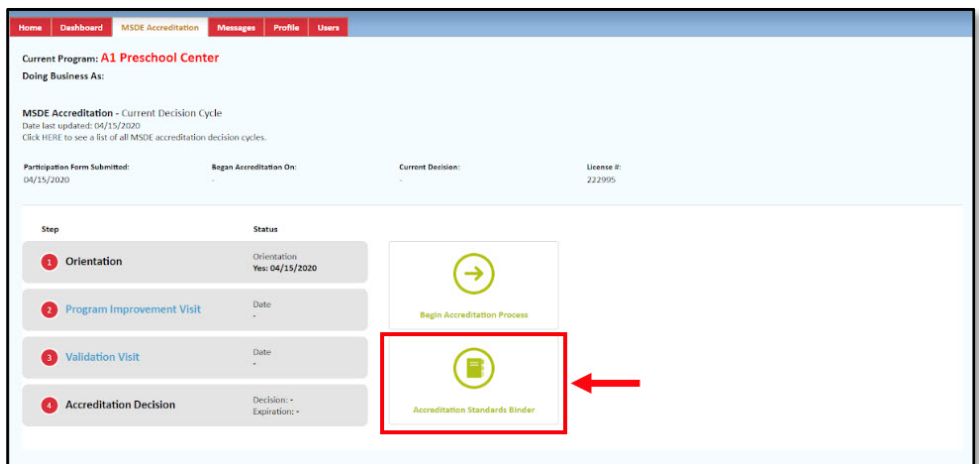 Home Dashboard MSDE Accreditation Messages Profile Users
Current Program: A1 Preschool Center
Doing Business As:
MSDE Accreditation - Current Decision Cycle
Date last updated: 04/15/2020
Click HERE to see a list of all MSDE accreditation decision cycles.
Participation Form Submitted: Began Accreditation On: Current Decision: License #:
04/15/2020 - - 222995
Step Status
1 Orientation Orientation
Yes: 04/15/2020
2 Program Improvement Visit Date
-
Begin Accreditation Process
3 Validation Visit Date
-
4 Accreditation Decision Decision: -
Expiration: -
Accreditation Standards Binder